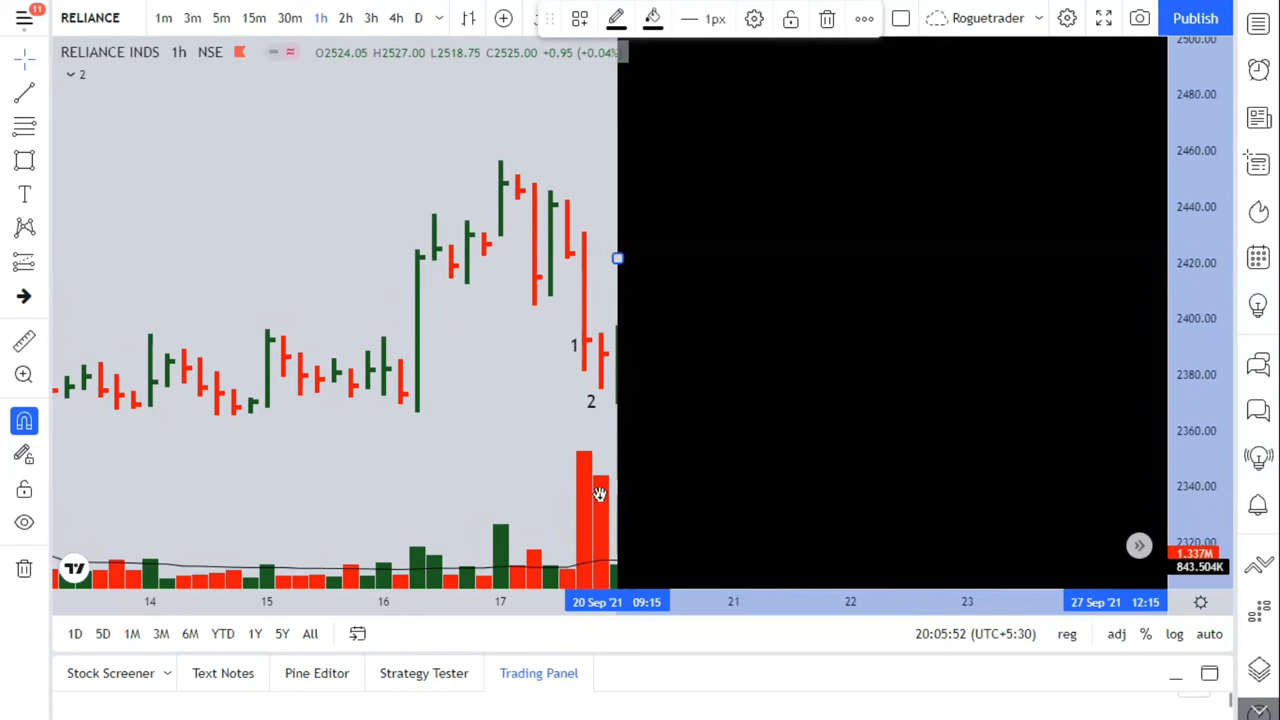 11
RELIANCE
1m 3m 5m 15m 30m 1h 2h 3h 4h D
1px
Roguetrader
Publish
RELIANCE INDS 1h NSE O2524.05 H2527.00 L2518.75 C2525.00 +0.95 (+0.04%)
2
2500.00
2480.00
2460.00
2440.00
2420.00
2400.00
2380.00
2360.00
2340.00
2320.00
1
2
1.337M
843.504K
14 15 16 17 20 Sep '21 09:15 21 22 23 27 Sep '21 12:15
1D 5D 1M 3M 6M YTD 1Y 5Y All
20:05:52 (UTC+5:30) reg adj % log auto
Stock Screener Text Notes Pine Editor Strategy Tester Trading Panel